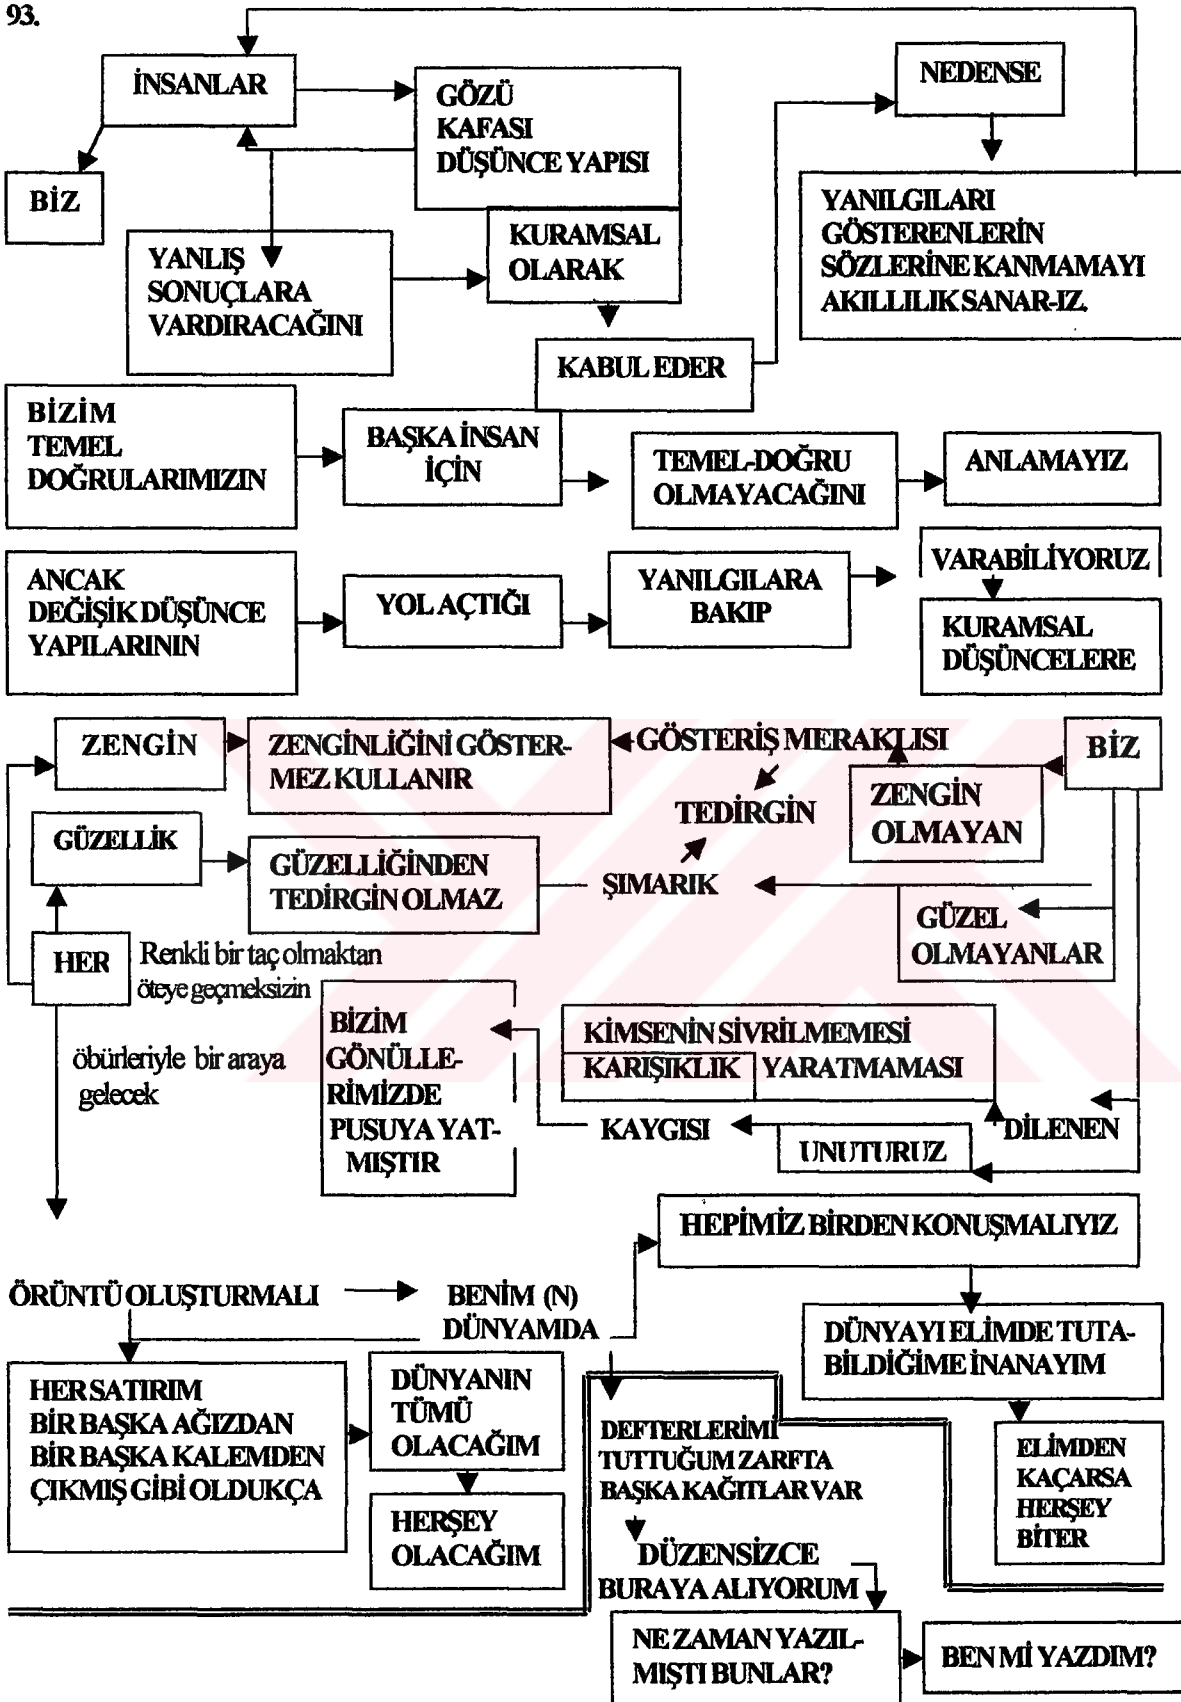 93.
İNSANLAR
GÖZÜ
KAFASI
DÜŞÜNCE YAPISI
NEDENSE
BİZ
YANLIŞ
SONUÇLARA
VARDIRACAĞINI
KURAMSAL
OLARAK
YANILGILARI
GÖSTERENLERİN
SÖZLERİNE KANMAMAYI
AKILLILIK SANAR-IZ.
KABUL EDER
BİZİM
TEMEL
DOĞRULARIMIZIN
BAŞKA İNSAN
İÇİN
TEMEL-DOĞRU
OLMAYACAĞINI
ANLAMAYIZ
ANCAK
DEĞİŞİK DÜŞÜNCE
YAPILARININ
YOL AÇTIĞI
YANILGILARA
BAKIP
VARABİLİYORUZ
KURAMSAL
DÜŞÜNCELERE
ZENGİN
ZENGİNLİĞİNİ GÖSTER-
MEZ KULLANIR
GÖSTERİŞ MERAKLISI
BİZ
TEDİRGİN
ZENGİN
OLMAYAN
GÜZELLİK
GÜZELLİĞİNDEN
TEDİRGİN OLMAZ
ŞIMARIK
GÜZEL
OLMAYANLAR
HER
Renkli bir taç olmaktan
öteye geçmeksizin
öbürleriyle bir araya
gelecek
BİZİM
GÖNÜLLE-
RİMİZDE
PUSUYA YAT-
MIŞTIR
KİMSENİN SİVRİLMEMESİ
KARIŞIKLIK YARATMAMASI
KAYGISI
DİLENEN
UNUTURUZ
HEPİMİZ BİRDEN KONUŞMALIYIZ
ÖRÜNTÜ OLUŞTURMALI
BENİM (N)
DÜNYAMDA
DÜNYAYI ELİMDE TUTA-
BİLDİĞİME İNANAYIM
HER SATIRIM
BİR BAŞKA AĞIZDAN
BİR BAŞKA KALEMDEN
ÇIKMIŞ GİBİ OLDUKÇA
DÜNYANIN
TÜMÜ
OLACAĞIM
HERŞEY
OLACAĞIM
DEFTERLERİMİ
TUTTUĞUM ZARFTA
BAŞKA KAĞITLAR VAR
ELİMDEN
KAÇARSA
HERŞEY
BİTER
DÜZENSİZCE
BURAYA ALIYORUM
NE ZAMAN YAZIL-
MIŞTI BUNLAR?
BEN Mİ YAZDIM?